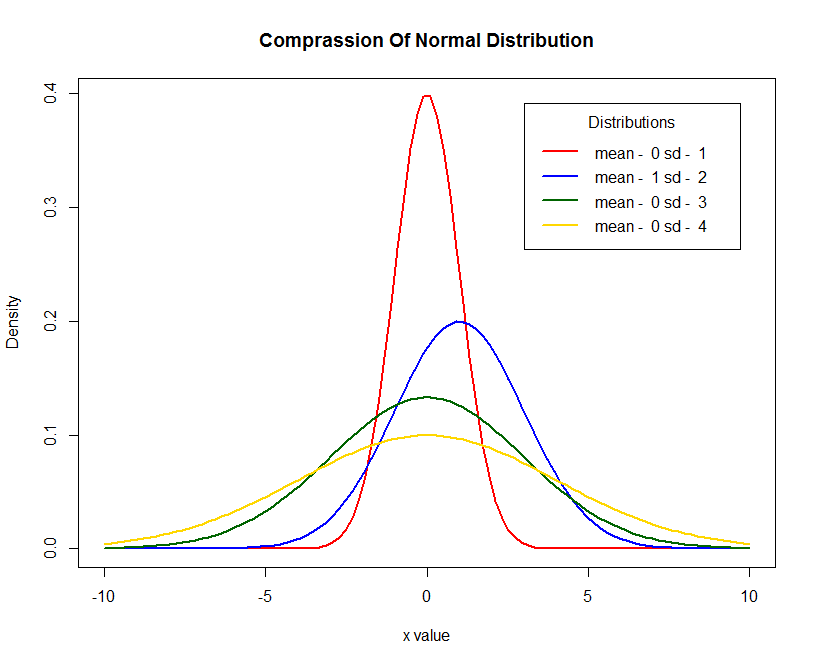 Comprassion Of Normal Distribution
Distributions
mean - 0 sd - 1
mean - 1 sd - 2
mean - 0 sd - 3
mean - 0 sd - 4
Density
0.4
0.3
0.2
0.1
0.0
-10 -5 0 5 10
x value